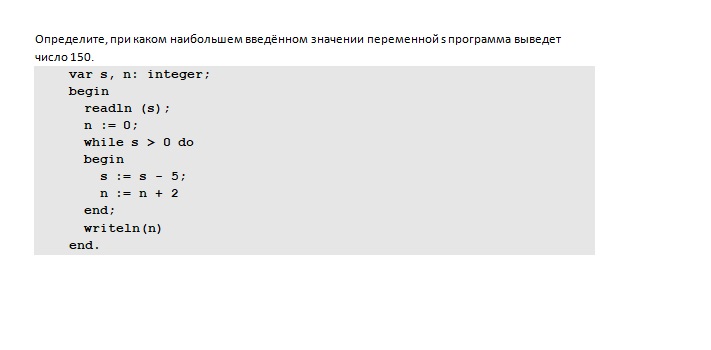 Определите, при каком наибольшем введённом значении переменной s программа выведет
число 150.
var s, n: integer;
begin
readln (s);
n := 0;
while s > 0 do
begin
s := s - 5;
n := n + 2
end;
writeln(n)
end.